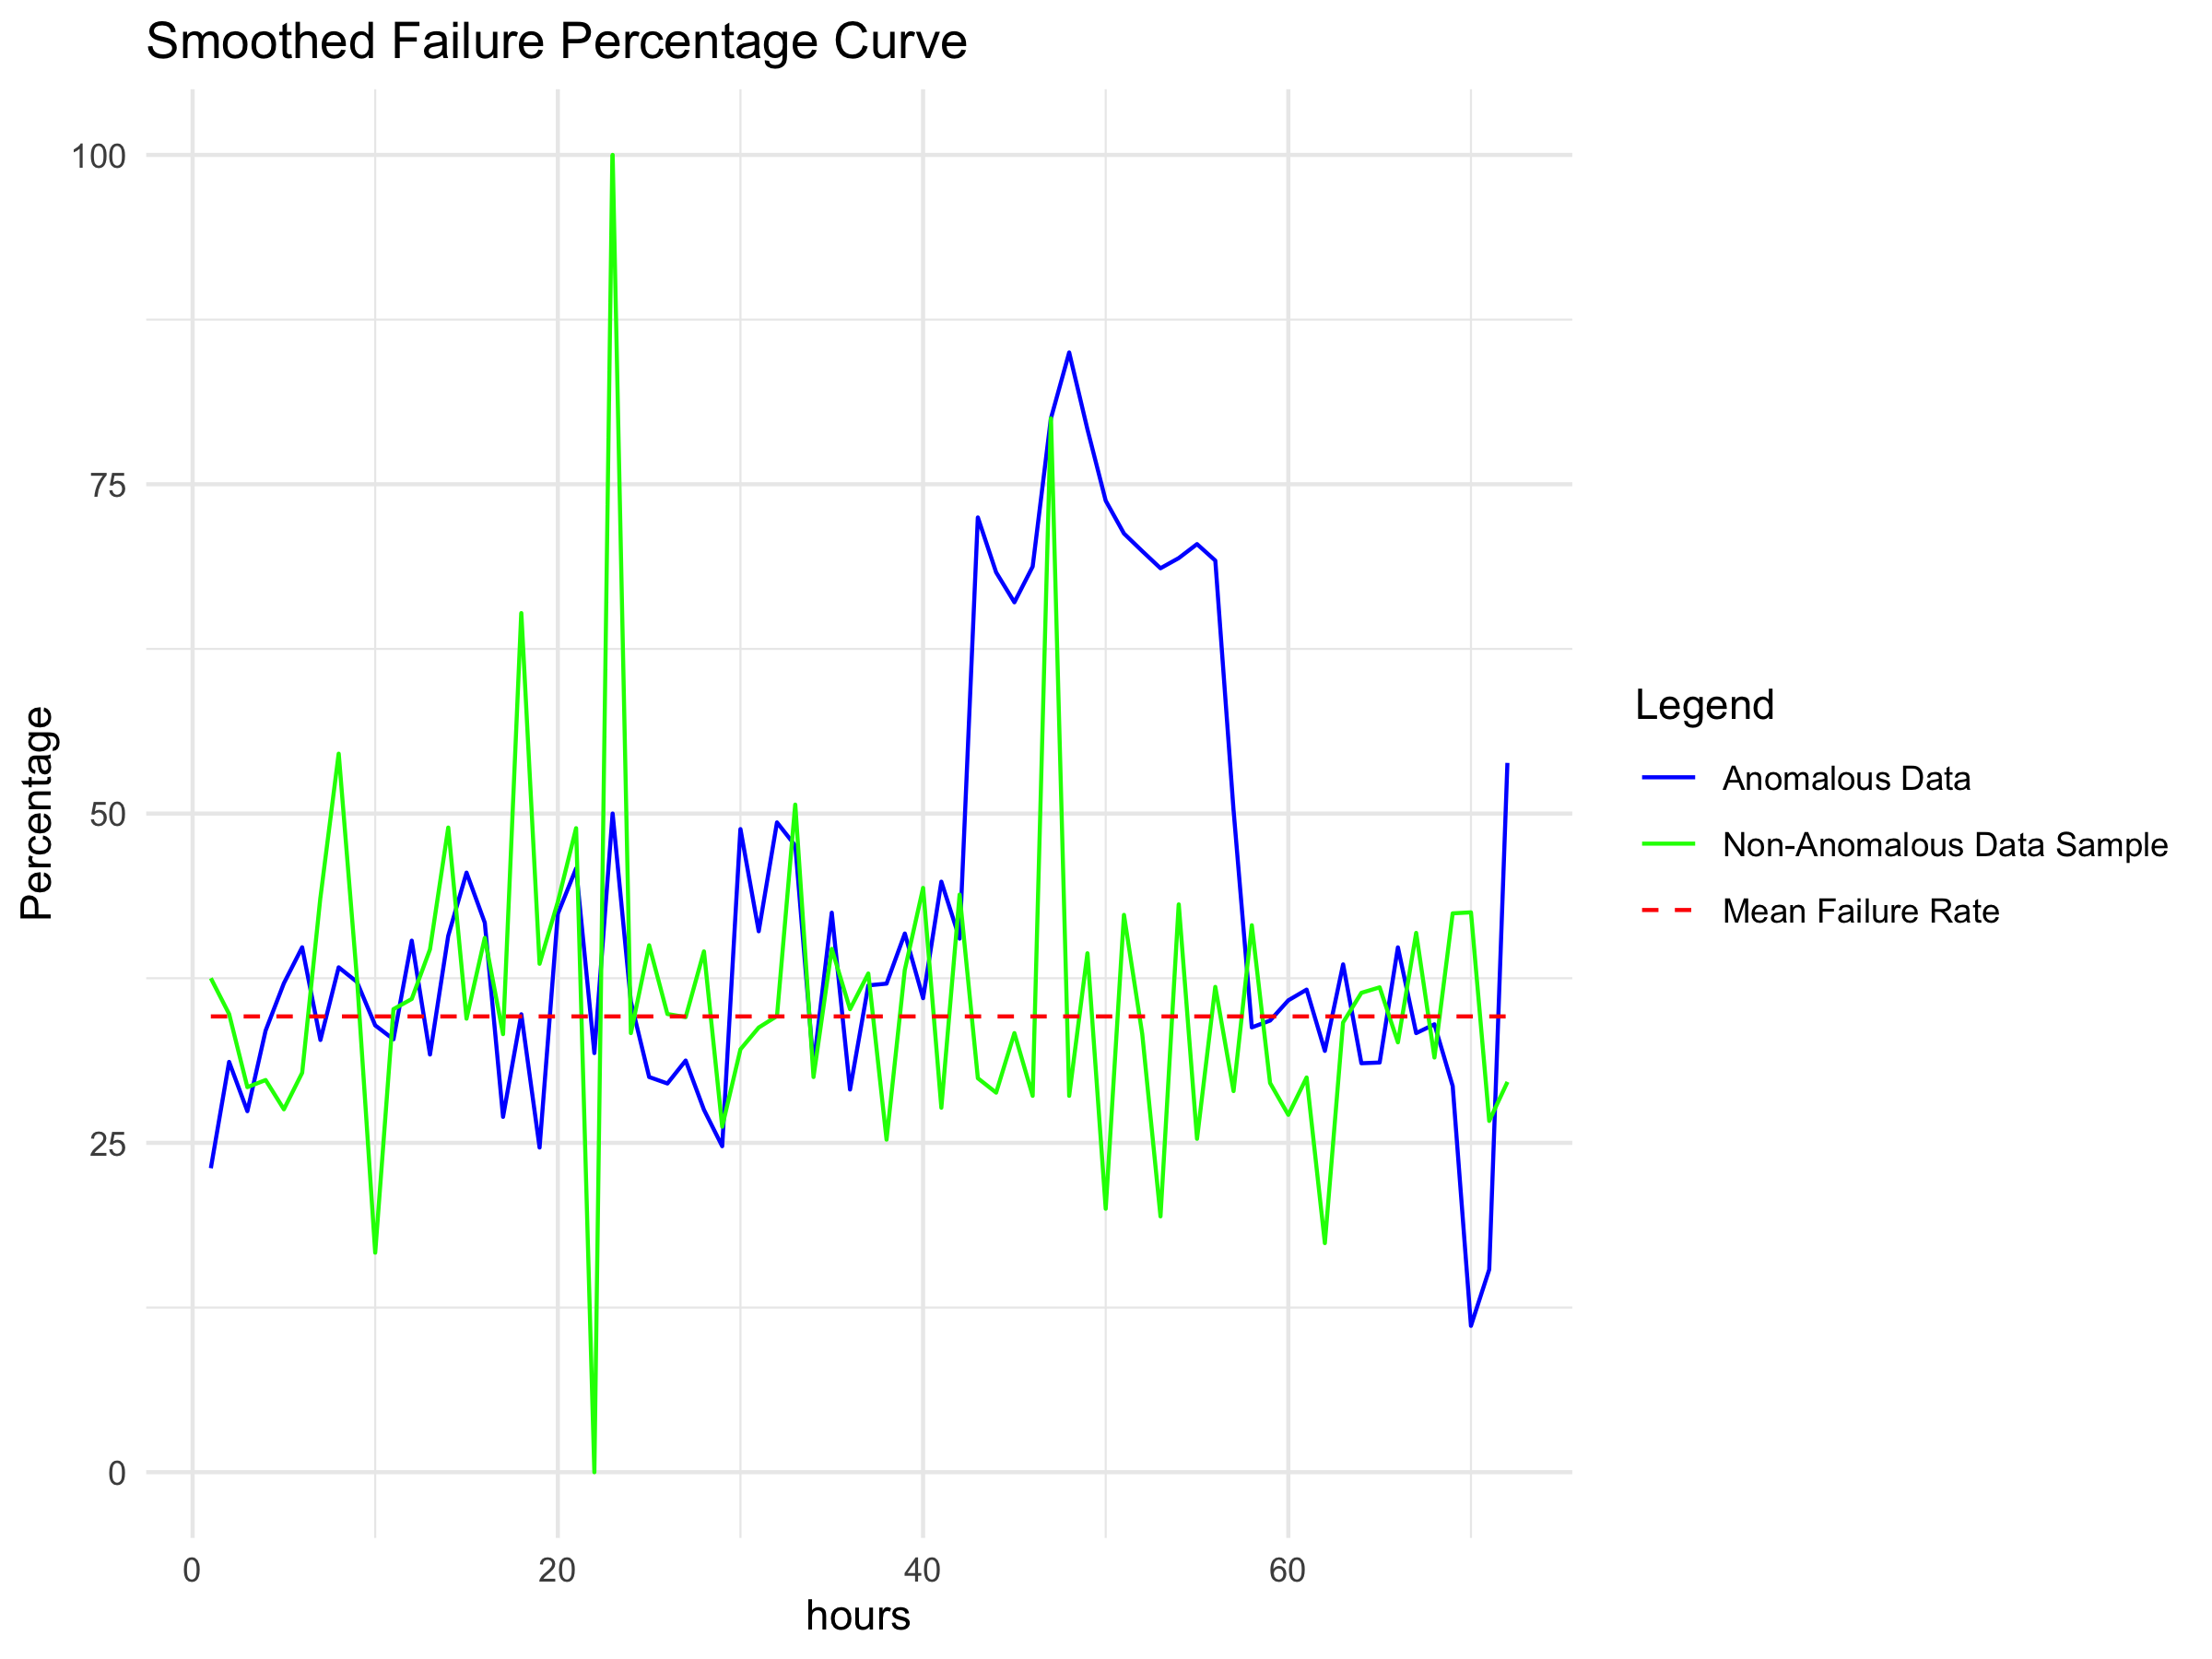 Smoothed Failure Percentage Curve
100
75
50
25
0
Percentage
0 20 40 60
hours
Legend
Anomalous Data
Non-Anomalous Data Sample
Mean Failure Rate